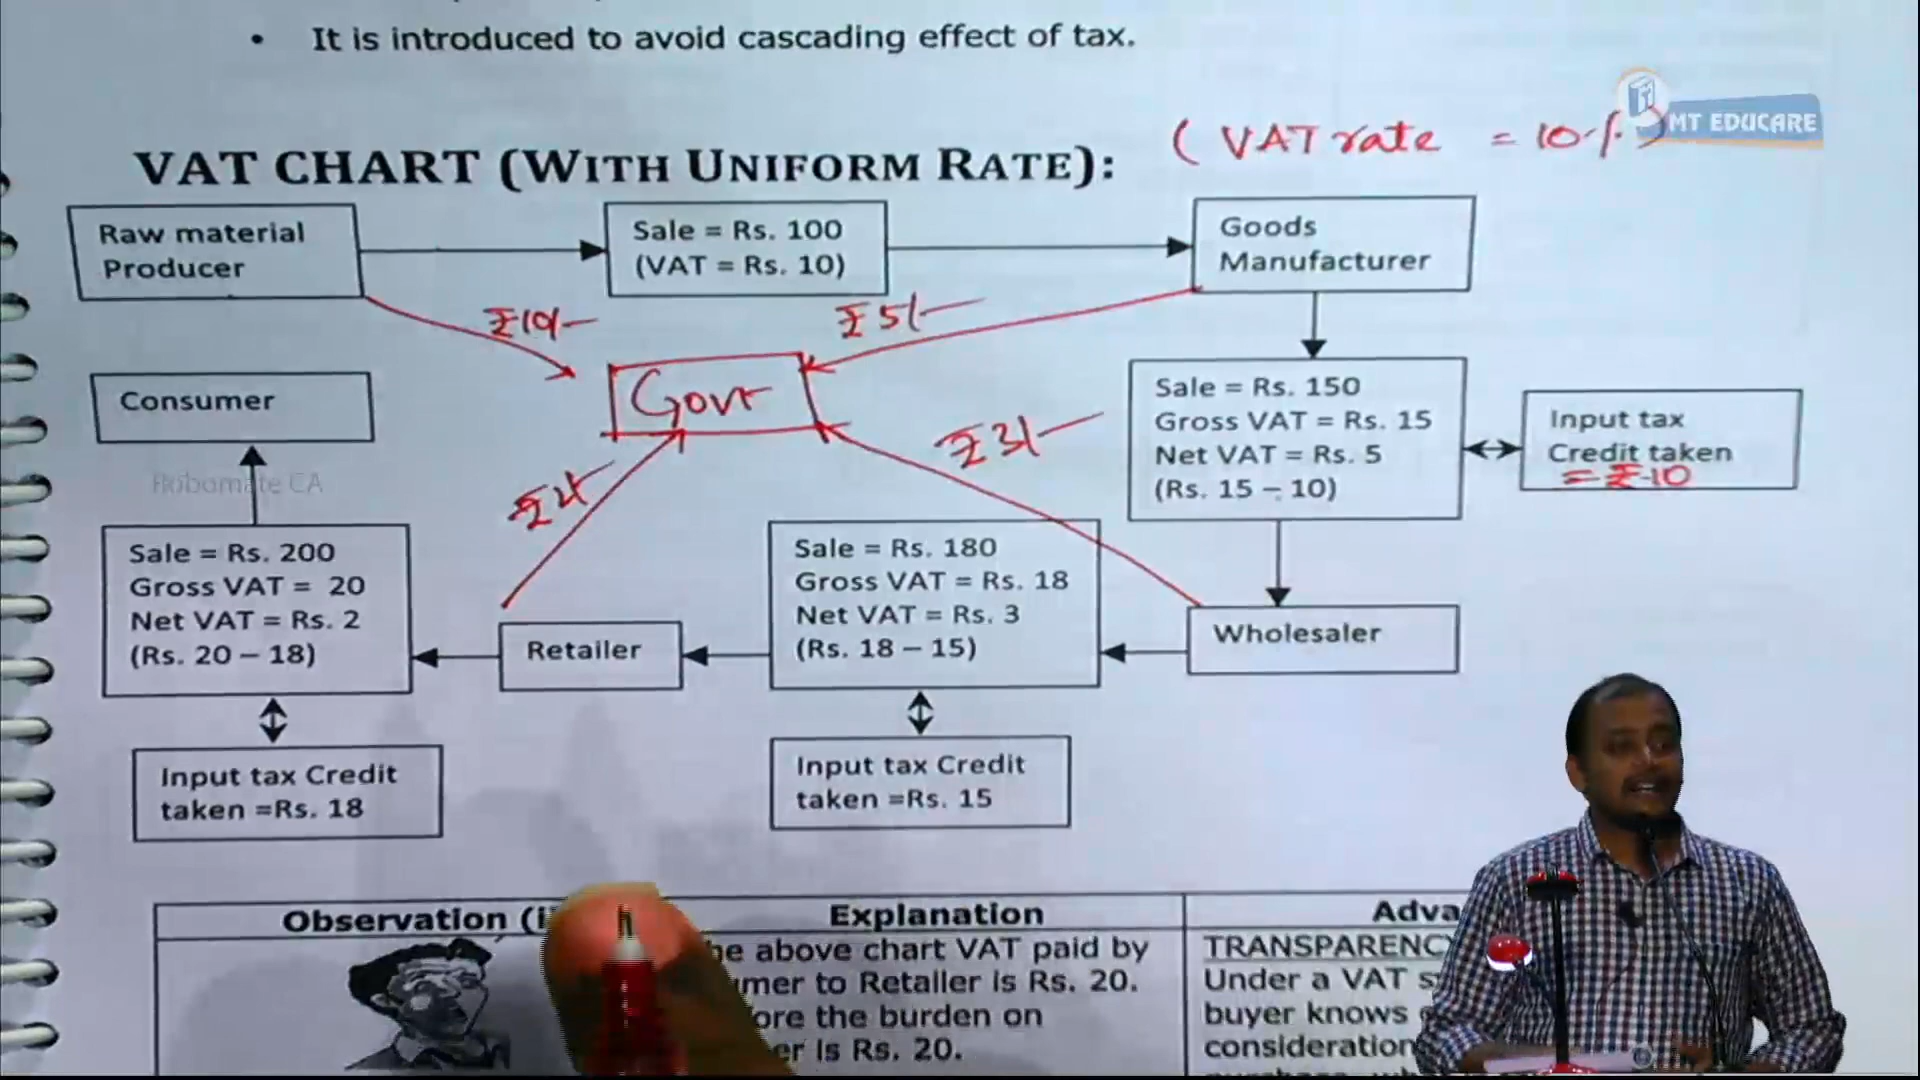 • It is introduced to avoid cascading effect of tax.
MT EDUCARE
VAT CHART (WITH UNIFORM RATE):
( VAT rate = 10%)
Raw material
Producer
Sale = Rs. 100
(VAT = Rs. 10)
Goods
Manufacturer
₹10/-
₹5/-
Govt
Consumer
Robomate CA
Sale = Rs. 150
Gross VAT = Rs. 15
Net VAT = Rs. 5
(Rs. 15 – 10)
Input tax
Credit taken
= ₹10
₹3/-
Sale = Rs. 200
Gross VAT = 20
Net VAT = Rs. 2
(Rs. 20 – 18)
Retailer
Sale = Rs. 180
Gross VAT = Rs. 18
Net VAT = Rs. 3
(Rs. 18 – 15)
Wholesaler
Input tax Credit
taken =Rs. 18
Input tax Credit
taken =Rs. 15
Observation
Explanation
above chart VAT paid by
to Retailer is Rs. 20.
the burden on
is Rs. 20.
TRANSPARENC
Under a VAT
buyer knows
consideration